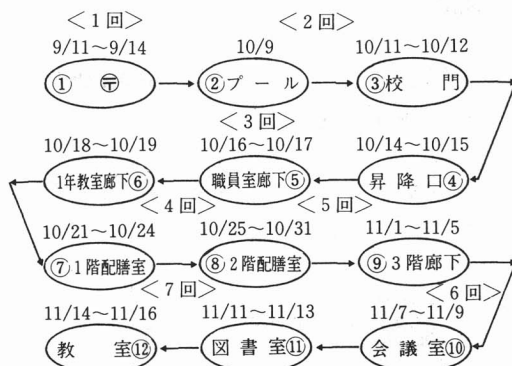 <1回> <2回>
9/11～9/14 10/9 10/11～10/12
①〶 ②プール ③校門
<3回>
10/18～10/19 10/16～10/17 10/14～10/15
1年教室廊下⑥ 職員室廊下⑤ 昇降口④
<4回> <5回>
10/21～10/24 10/25～10/31 11/1～11/5
⑦1階配膳室 ⑧2階配膳室 ⑨3階廊下
<7回> <6回>
11/14～11/16 11/11～11/13 11/7～11/9
教室⑫ 図書室⑪ 会議室⑩